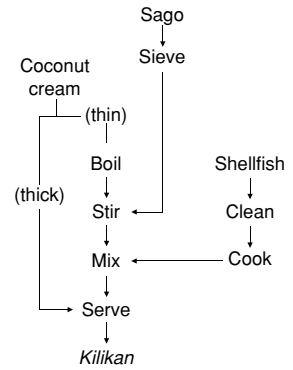 Sago
Sieve
Coconut
cream
(thin)
Boil
Shellfish
(thick)
Stir
Clean
Mix
Cook
Serve
Kilikan